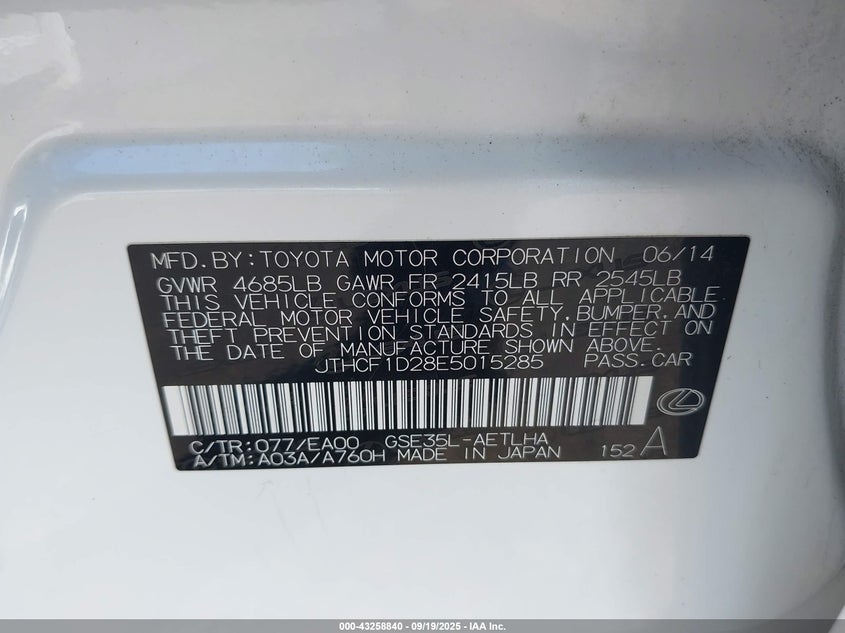 MFD.BY:TOYOTA MOTOR CORPORATION 06/14
GVWR 4685LB GAWR FR 2415LB RR 2545LB
THIS VEHICLE CONFORMS TO ALL APPLICABLE
FEDERAL MOTOR VEHICLE SAFETY,BUMPER,AND
THEFT PREVENTION STANDARDS IN EFFECT ON
THE DATE OF MANUFACTURE SHOWN ABOVE.
JTHCF1D28E5015285 PASS.CAR
C/TR:077/EA00 GSE35L-AETLHA
A/TM:A03A/A760H MADE IN JAPAN 152 A
000-43258840 - 09/19/2025 - IAA Inc.